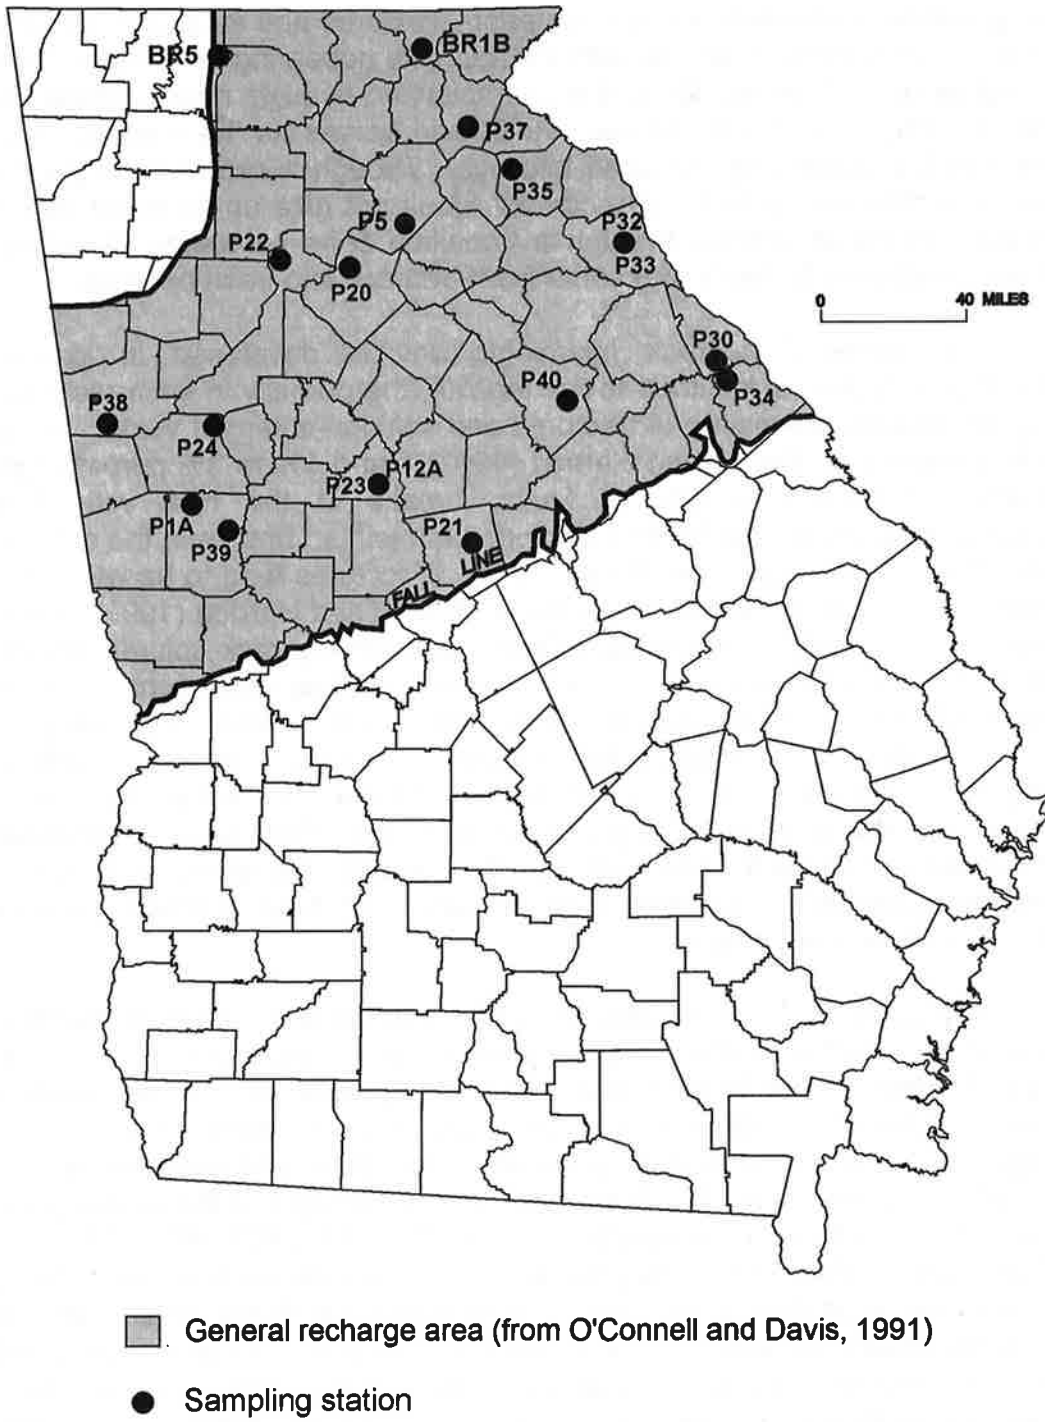 BR5
BR1B
P37
P35
P5
P32
P22
P33
P20
0 40 MILES
P30
P40
P34
P38
P24
P12A
P23
P1A
P21
P39
FALL LINE
General recharge area (from O'Connell and Davis, 1991)
Sampling station